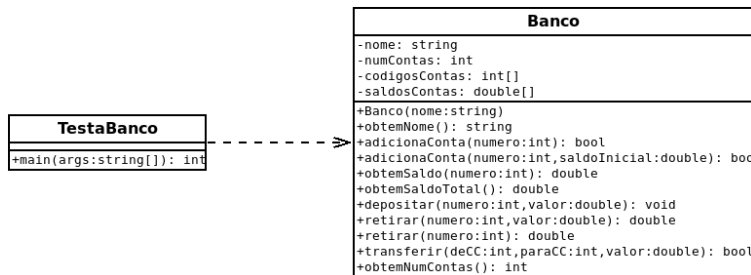 Banco
-nome: string
-numContas: int
-codigosContas: int[]
-saldosContas: double[]
TestaBanco
+main(args:string[]): int
+Banco(nome:string)
+obtemNome(): string
+adicionaConta(numero:int): bool
+adicionaConta(numero:int,saldoInicial:double): boo
+obtemSaldo(numero:int): double
+obtemSaldoTotal(): double
+depositar(numero:int,valor:double): void
+retirar(numero:int,valor:double): double
+retirar(numero:int): double
+transferir(deCC:int,paraCC:int,valor:double): bool
+obtemNumContas(): int